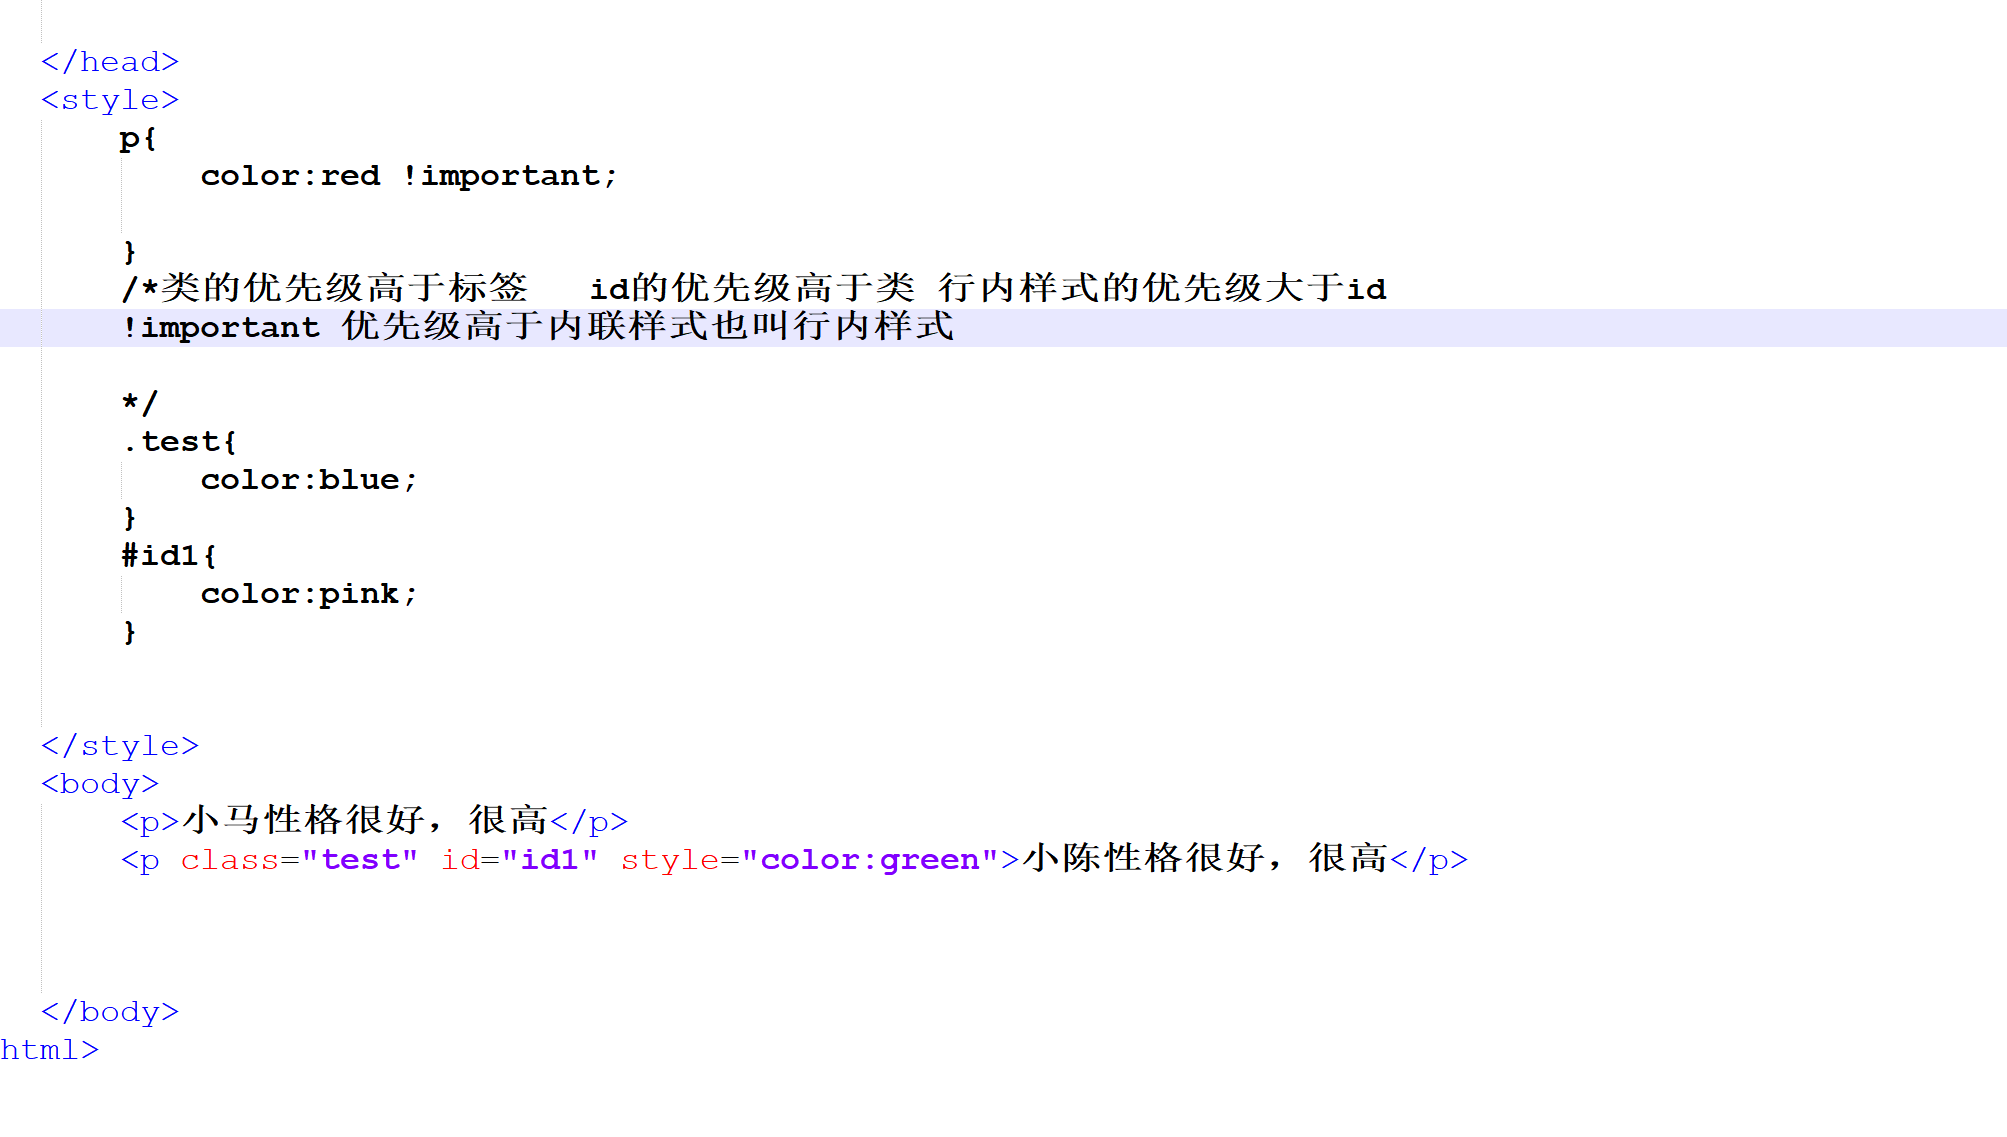 </head>
<style>
p{
color:red !important;
}
/*类的优先级高于标签 id的优先级高于类 行内样式的优先级大于id
!important 优先级高于内联样式也叫行内样式
*/
.test{
color:blue;
}
#id1{
color:pink;
}
</style>
<body>
<p>小马性格很好，很高</p>
<p class="test" id="id1" style="color:green">小陈性格很好，很高</p>
</body>
html>